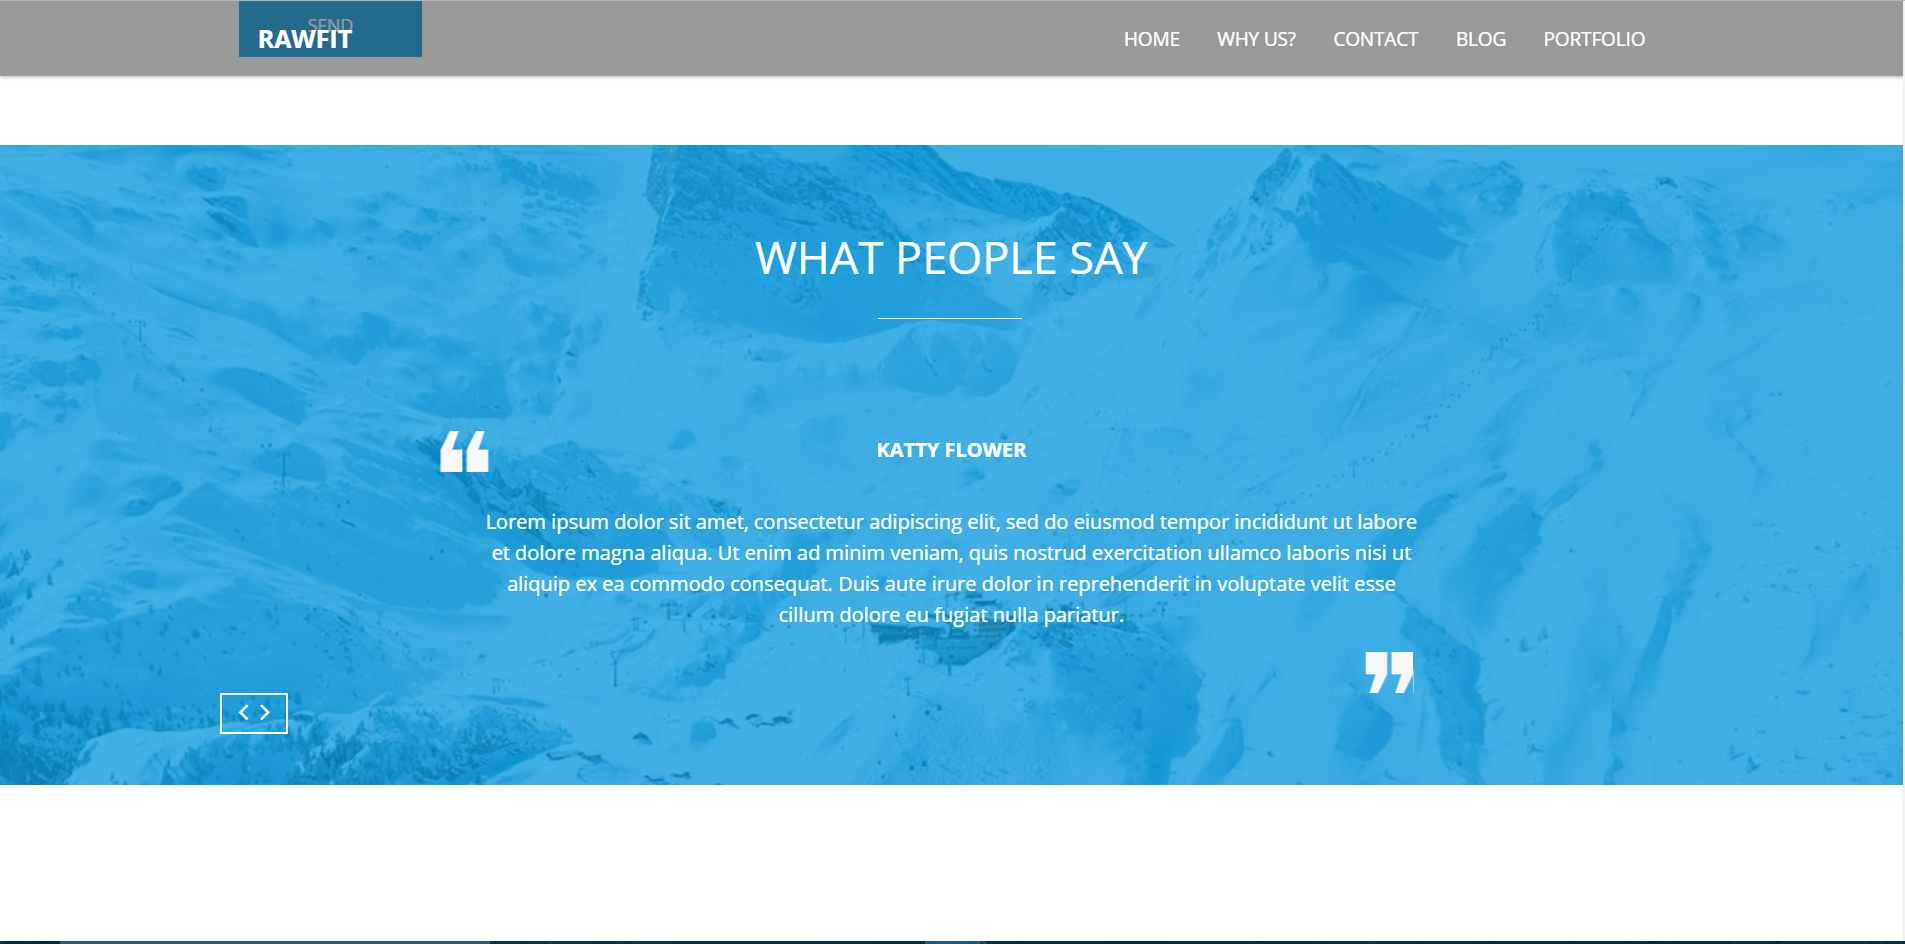 SEND
RAWFIT
HOME WHY US? CONTACT BLOG PORTFOLIO
WHAT PEOPLE SAY
❝
KATTY FLOWER
Lorem ipsum dolor sit amet, consectetur adipiscing elit, sed do eiusmod tempor incididunt ut labore
et dolore magna aliqua. Ut enim ad minim veniam, quis nostrud exercitation ullamco laboris nisi ut
aliquip ex ea commodo consequat. Duis aute irure dolor in reprehenderit in voluptate velit esse
cillum dolore eu fugiat nulla pariatur.
❞